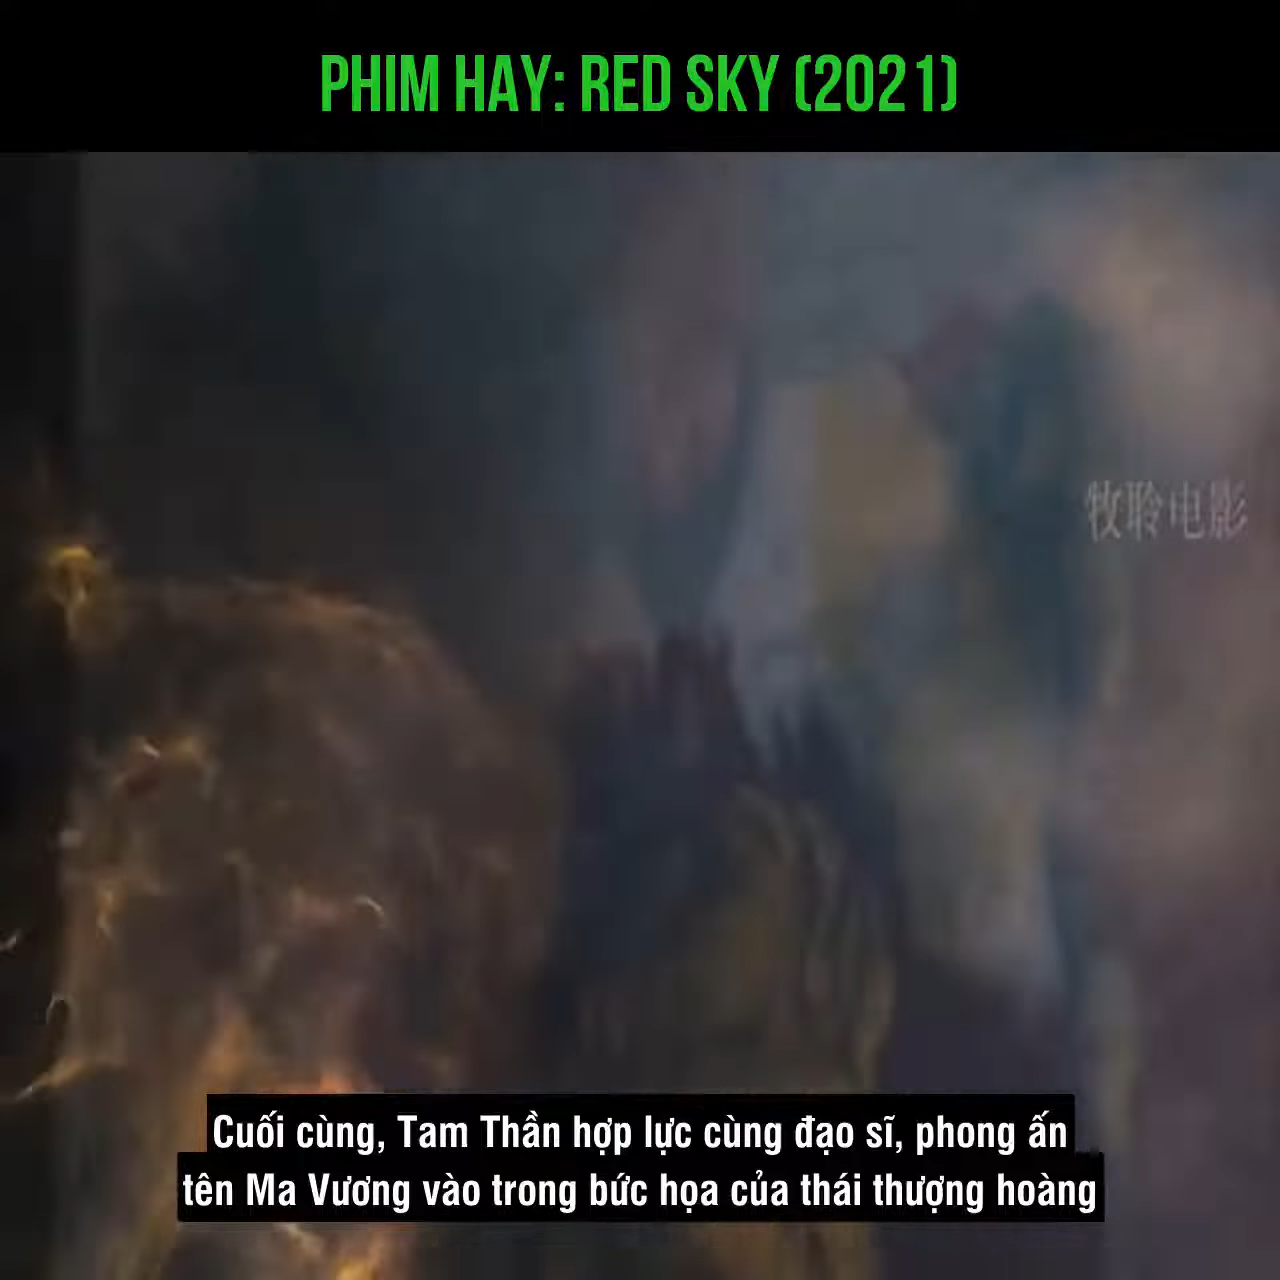 PHIM HAY: RED SKY (2021)
牧聆电影
Cuối cùng, Tam Thần hợp lực cùng đạo sĩ, phong ấn
tên Ma Vương vào trong bức họa của thái thượng hoàng